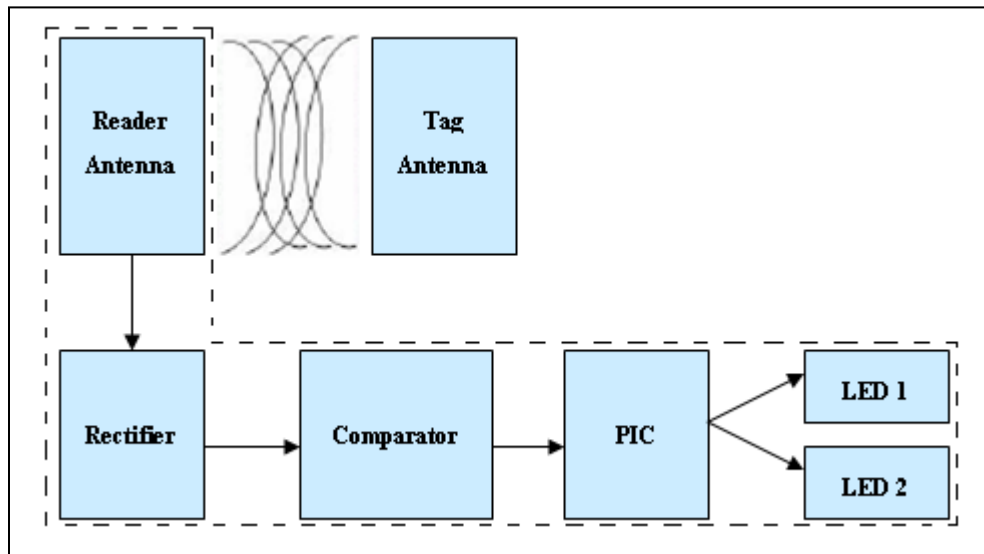 Reader
Antenna
Tag
Antenna
Rectifier
Comparator
PIC
LED 1
LED 2